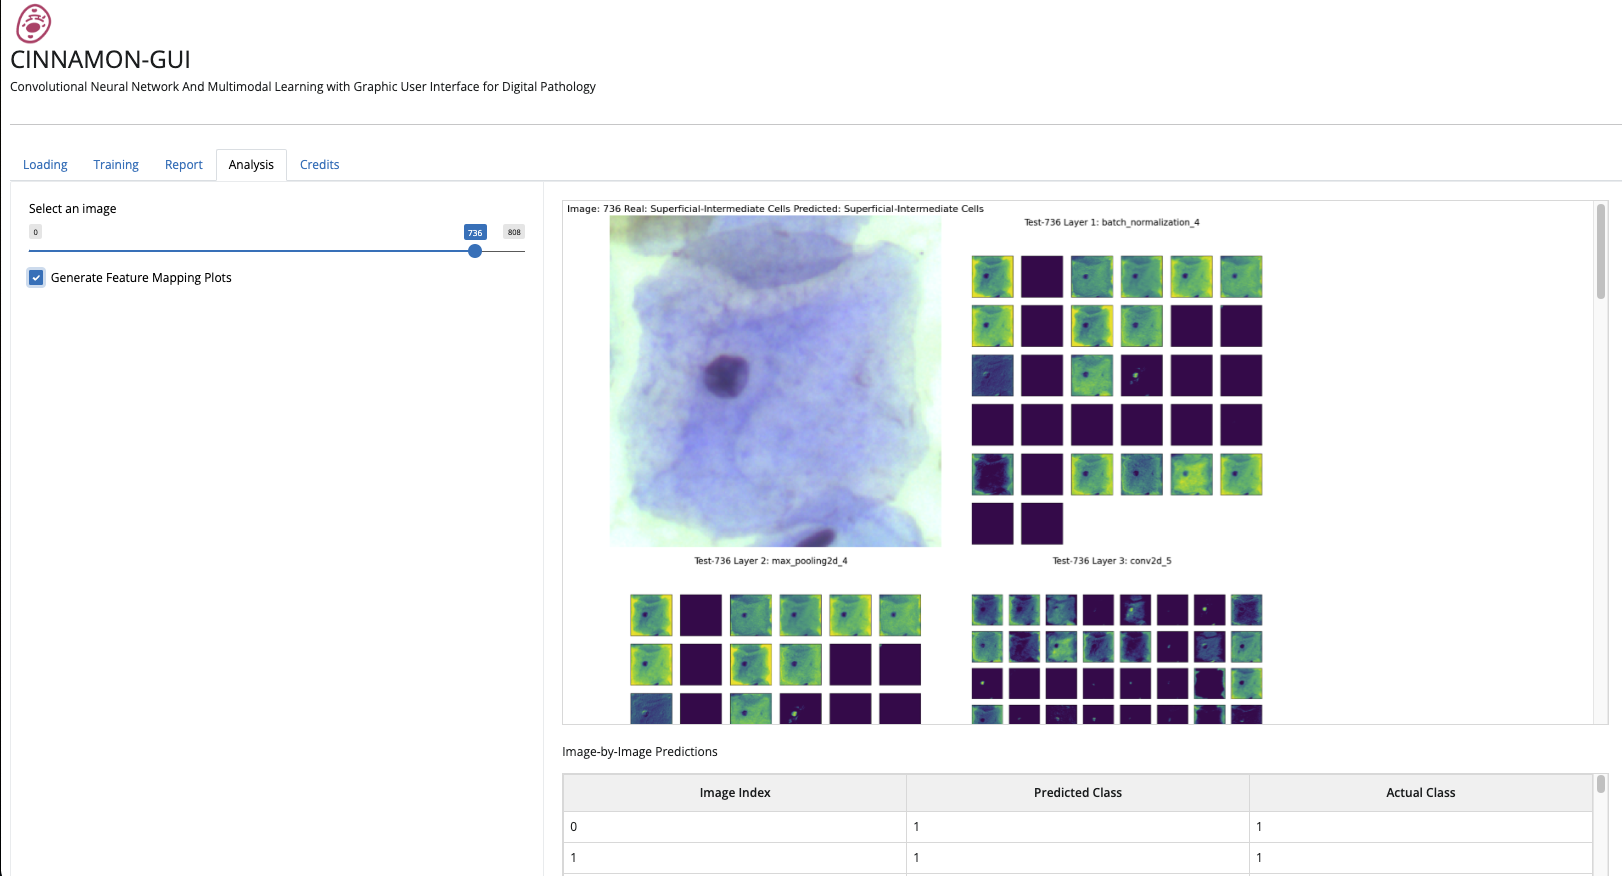 CINNAMON-GUI
Convolutional Neural Network And Multimodal Learning with Graphic User Interface for Digital Pathology
Loading Training Report Analysis Credits
Select an image
0 736 808
Generate Feature Mapping Plots
Image: 736 Real: Superficial-Intermediate Cells Predicted: Superficial-Intermediate Cells
Test-736 Layer 1: batch_normalization_4
Test-736 Layer 2: max_pooling2d_4
Test-736 Layer 3: conv2d_5
Image-by-Image Predictions
Image Index Predicted Class Actual Class
0 1 1
1 1 1